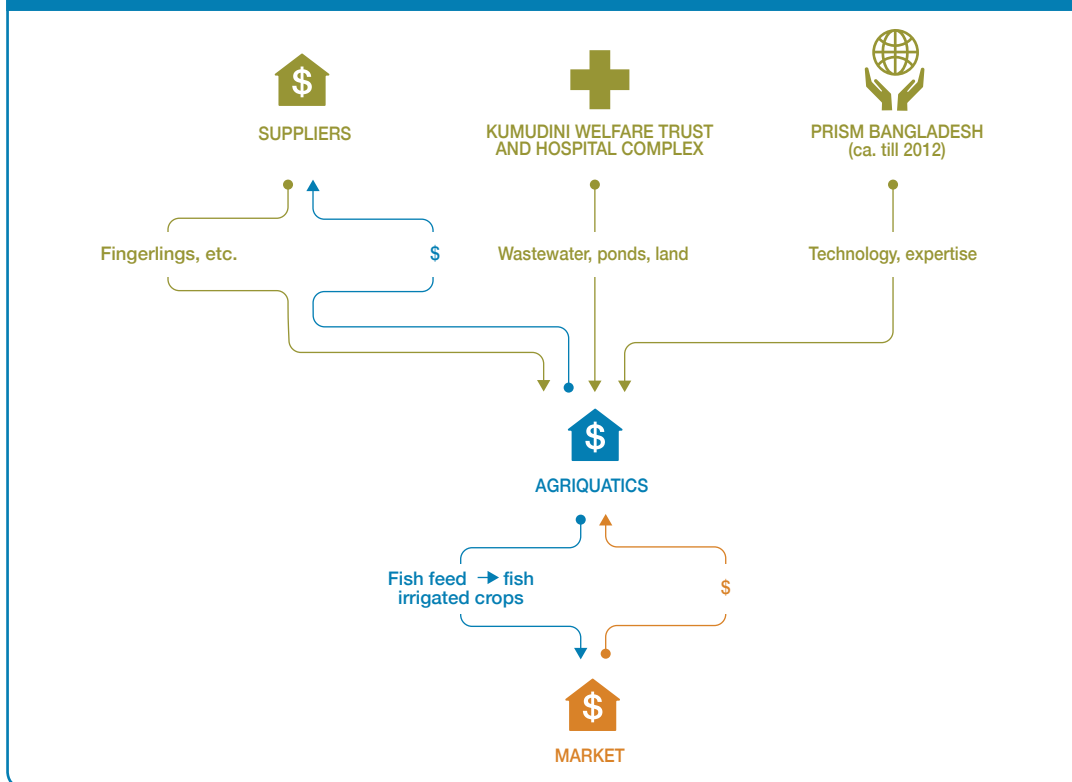 $
SUPPLIERS
KUMUDINI WELFARE TRUST
AND HOSPITAL COMPLEX
PRISM BANGLADESH
(ca. till 2012)
Fingerlings, etc.
$
Wastewater, ponds, land
Technology, expertise
$
AGRIQUATICS
Fish feed → fish
irrigated crops
$
$
MARKET